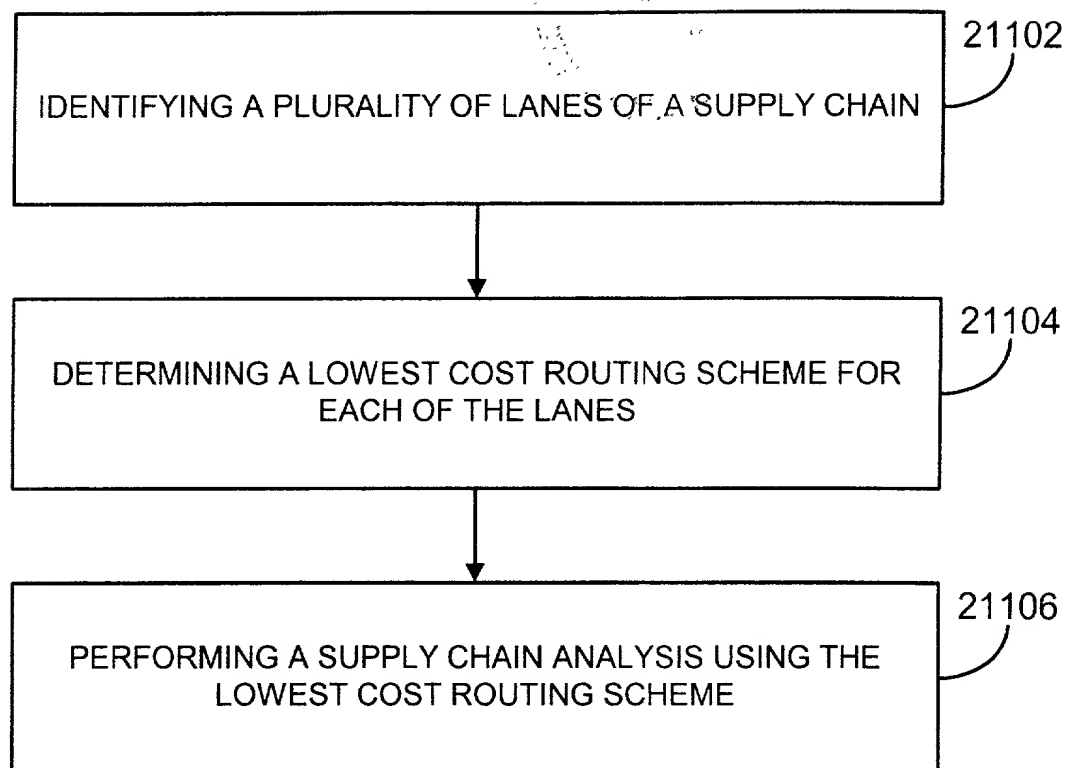 21102
IDENTIFYING A PLURALITY OF LANES OF A SUPPLY CHAIN
21104
DETERMINING A LOWEST COST ROUTING SCHEME FOR
EACH OF THE LANES
21106
PERFORMING A SUPPLY CHAIN ANALYSIS USING THE
LOWEST COST ROUTING SCHEME